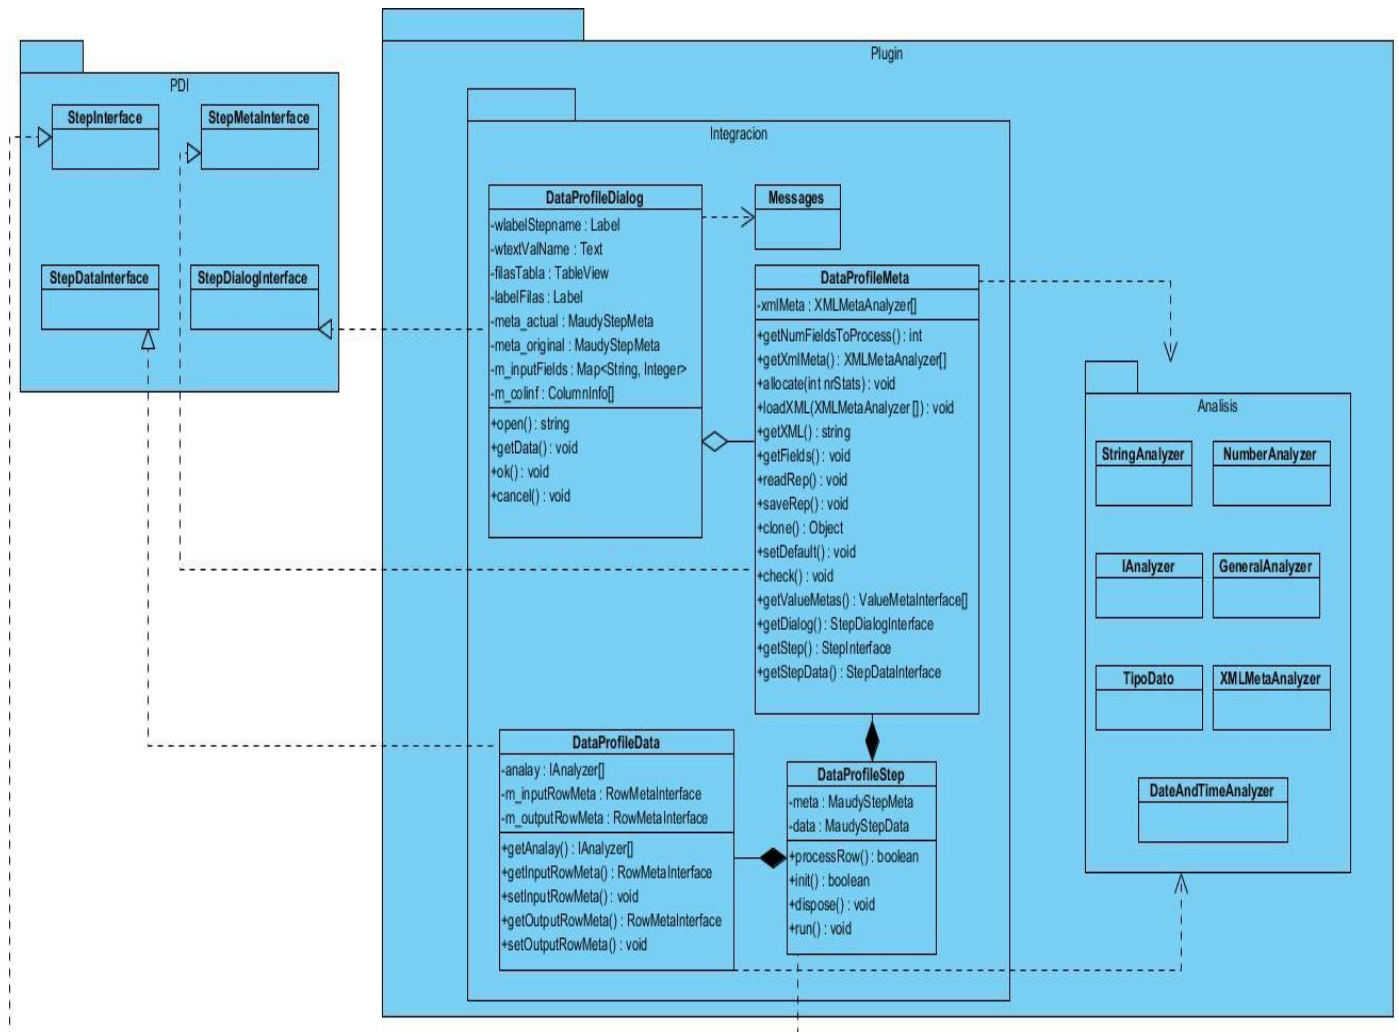 Plugin
PDI
StepInterface
StepMetaInterface
StepDataInterface
StepDialogInterface
Integracion
DataProfileDialog
-wlabelStepname : Label
-wtextValName : Text
-filasTabla : TableView
-labelFilas : Label
-meta_actual : MaudyStepMeta
-meta_original : MaudyStepMeta
-m_inputFields : Map<String, Integer>
-m_colinf : ColumnInfo[]
+open() : string
+getData() : void
+ok() : void
+cancel() : void
Messages
DataProfileMeta
-xmlMeta : XMLMetaAnalyzer[]
+getNumFieldsToProcess() : int
+getXmlMeta() : XMLMetaAnalyzer[]
+allocate(int nrStats) : void
+loadXML(XMLMetaAnalyzer []) : void
+getXML() : string
+getFields() : void
+readRep() : void
+saveRep() : void
+clone() : Object
+setDefault() : void
+check() : void
+getValueMetas() : ValueMetaInterface[]
+getDialog() : StepDialogInterface
+getStep() : StepInterface
+getStepData() : StepDataInterface
DataProfileData
-analay : IAnalyzer[]
-m_inputRowMeta : RowMetaInterface
-m_outputRowMeta : RowMetaInterface
+getAnalay() : IAnalyzer[]
+getInputRowMeta() : RowMetaInterface
+setInputRowMeta() : void
+getOutputRowMeta() : RowMetaInterface
+setOutputRowMeta() : void
DataProfileStep
-meta : MaudyStepMeta
-data : MaudyStepData
+processRow() : boolean
+init() : boolean
+dispose() : void
+run() : void
Analisis
StringAnalyzer
NumberAnalyzer
IAnalyzer
GeneralAnalyzer
TipoDato
XMLMetaAnalyzer
DateAndTimeAnalyzer